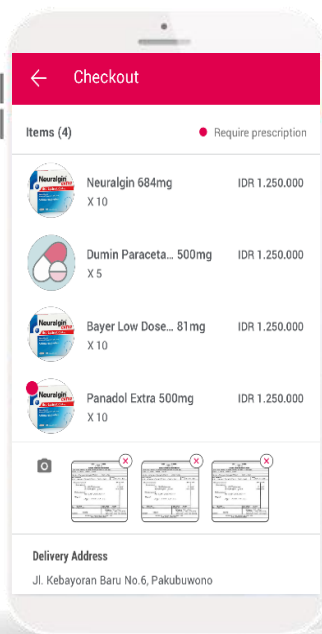 Checkout
Items (4)
Require prescription
Neuralgin 684mg
IDR 1.250.000
X 10
Dumin Paraceta... 500mg
IDR 1.250.000
X 5
Bayer Low Dose... 81mg
IDR 1.250.000
X 10
Panadol Extra 500mg
IDR 1.250.000
X 10
Delivery Address
Jl. Kebayoran Baru No.6, Pakubuwono